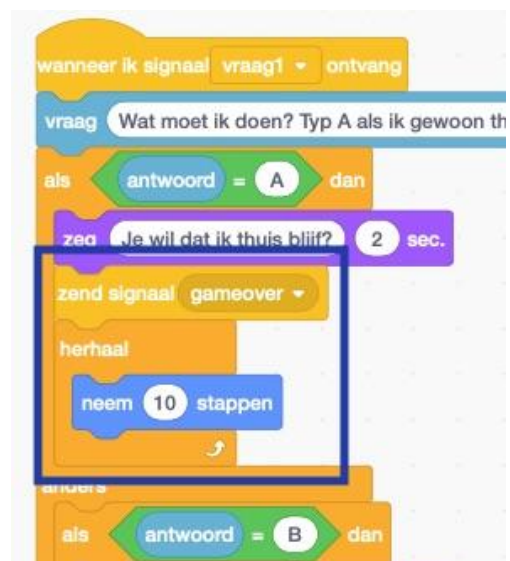 wanneer ik signaal vraag1 ontvang
vraag Wat moet ik doen? Typ A als ik gewoon th
als antwoord = A dan
zeg Je wil dat ik thuis blijf? 2 sec.
zend signaal gameover
herhaal
neem 10 stappen
anders
als antwoord = B dan